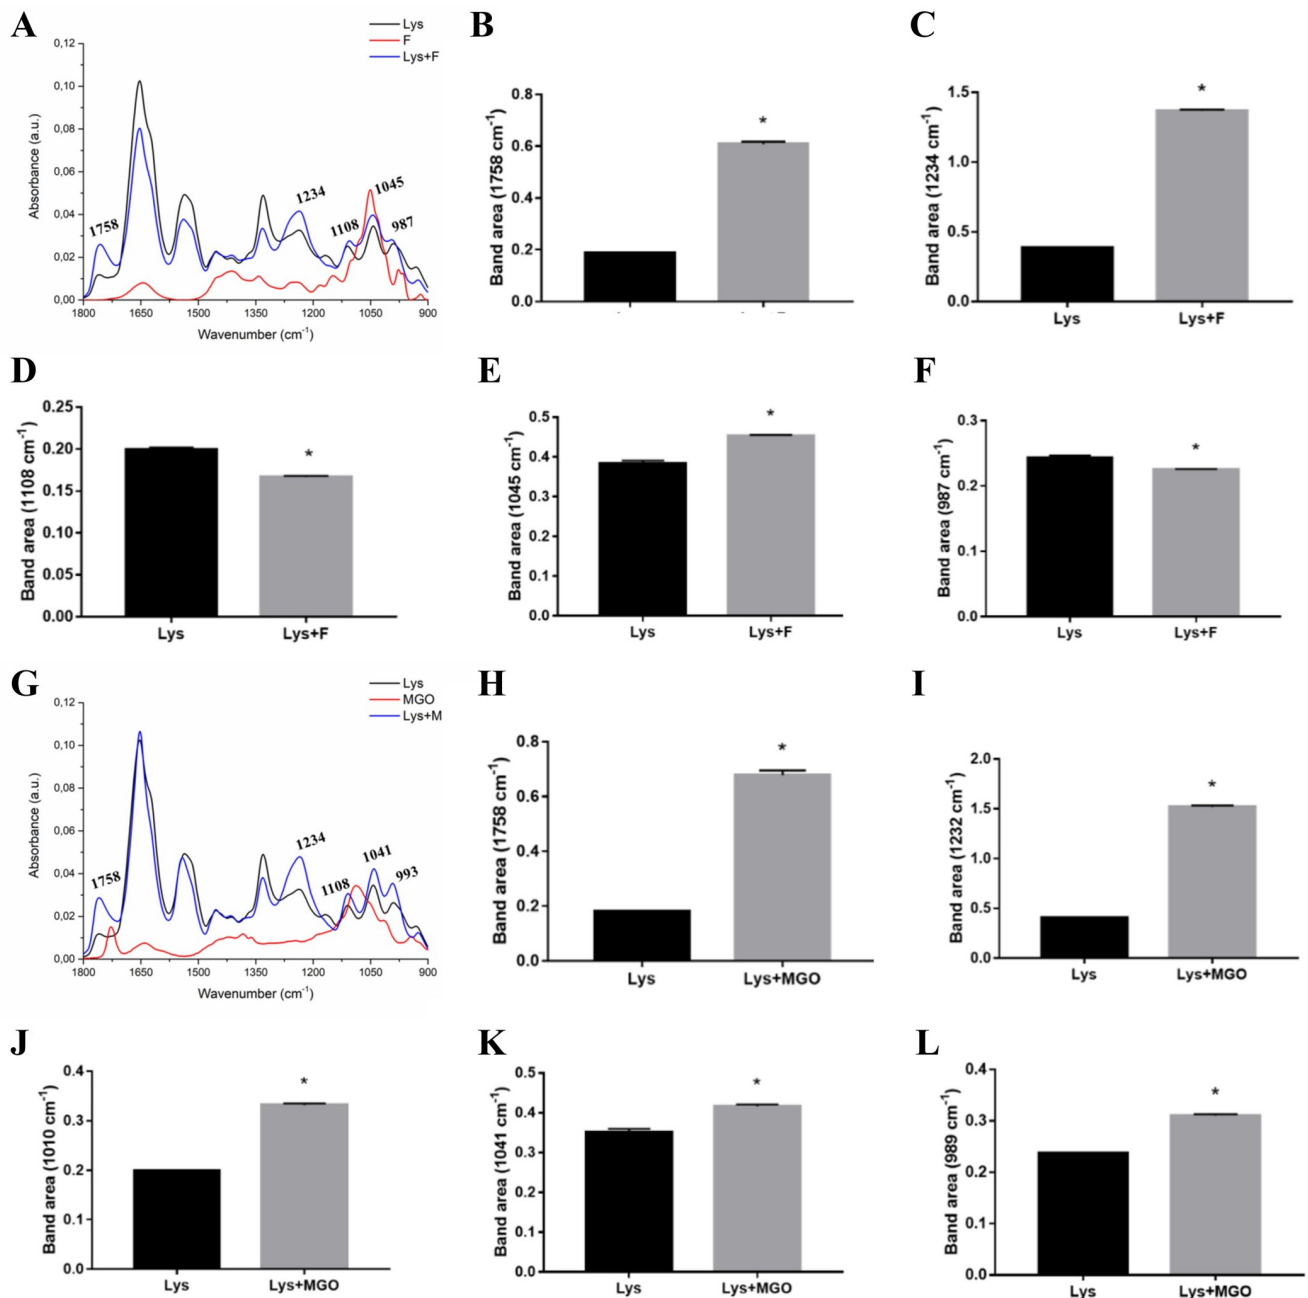 A
Lys
F
Lys+F
0,12
0,10
0,08
0,06
0,04
0,02
0,00
Absorbance (a.u.)
1758
1234
1108
1045
987
1800 1650 1500 1350 1200 1050 900
Wavenumber (cm-1)
B
Band area (1758 cm-1)
0.8
0.6
0.4
0.2
0.0
*
C
Band area (1234 cm-1)
1.5
1.0
0.5
0.0
*
Lys Lys+F
D
Band area (1108 cm-1)
0.25
0.20
0.15
0.10
0.05
0.00
*
Lys Lys+F
E
Band area (1045 cm-1)
0.5
0.4
0.3
0.2
0.1
0.0
*
Lys Lys+F
F
Band area (987 cm-1)
0.3
0.2
0.1
0.0
*
Lys Lys+F
G
Lys
MGO
Lys+M
0,12
0,10
0,08
0,06
0,04
0,02
0,00
Absorbance (a.u.)
1758
1234
1108
1041
993
1800 1650 1500 1350 1200 1050 900
Wavenumber (cm-1)
H
Band area (1758 cm-1)
0.8
0.6
0.4
0.2
0.0
*
Lys Lys+MGO
I
Band area (1232 cm-1)
2.0
1.5
1.0
0.5
0.0
*
Lys Lys+MGO
J
Band area (1010 cm-1)
0.4
0.3
0.2
0.1
0.0
*
Lys Lys+MGO
K
Band area (1041 cm-1)
0.5
0.4
0.3
0.2
0.1
0.0
*
Lys Lys+MGO
L
Band area (989 cm-1)
0.4
0.3
0.2
0.1
0.0
*
Lys Lys+MGO